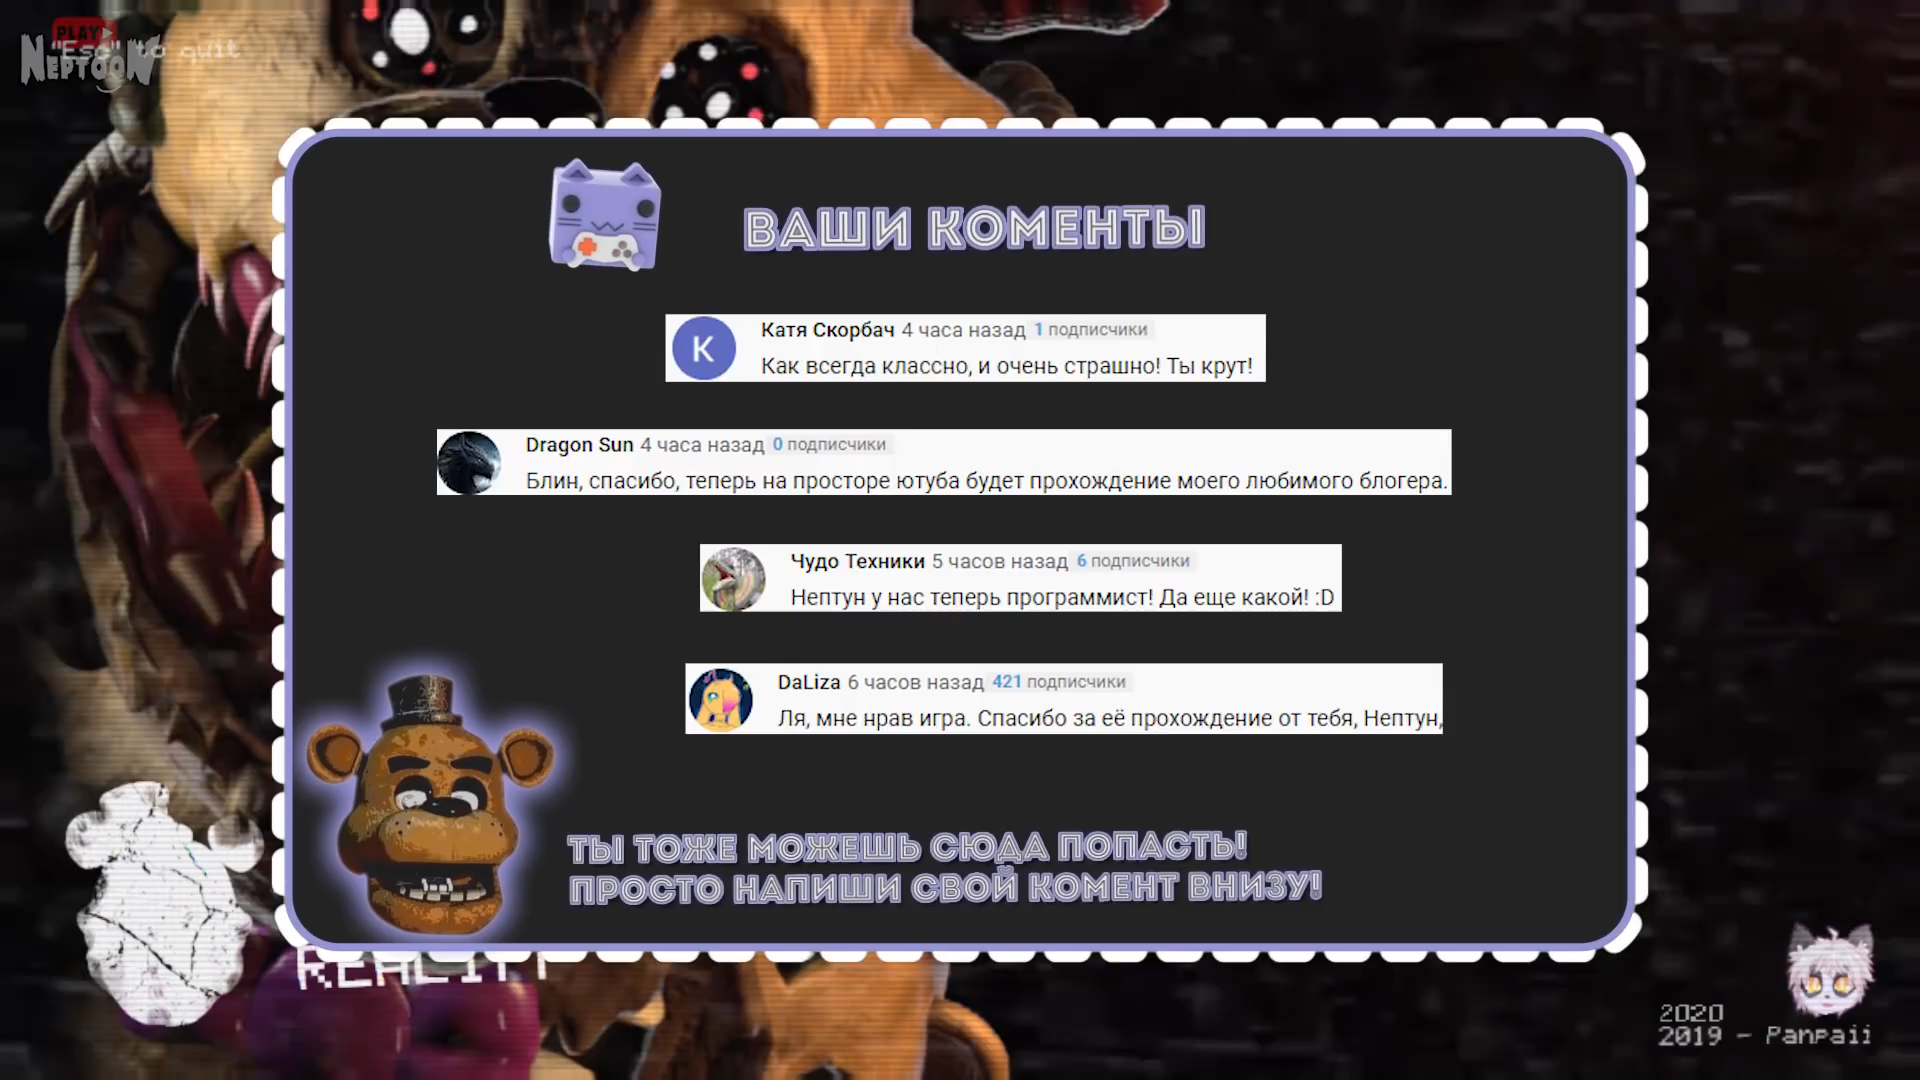 PLAY
NEPTOON
"Esc" to quit
ВАШИ КОМЕНТЫ
K
Катя Скорбач 4 часа назад 1 подписчики
Как всегда классно, и очень страшно! Ты крут!
Dragon Sun 4 часа назад 0 подписчики
Блин, спасибо, теперь на просторе ютуба будет прохождение моего любимого блогера.
Чудо Техники 5 часов назад 6 подписчики
Нептун у нас теперь программист! Да еще какой! :D
DaLiza 6 часов назад 421 подписчики
Ля, мне нрав игра. Спасибо за её прохождение от тебя, Нептун,
ТЫ ТОЖЕ МОЖЕШЬ СЮДА ПОПАСТЬ!
ПРОСТО НАПИШИ СВОЙ КОМЕНТ ВНИЗУ!
REALITY
2020
2019 - Panpaii